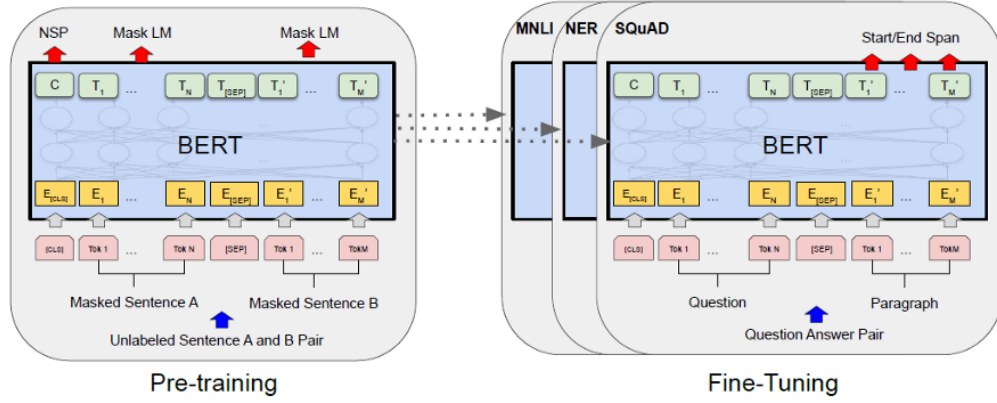 NSP Mask LM Mask LM
C T1 ... TN T[SEP] T1' ... TM'
BERT
E[CLS] E1 ... EN E[SEP] E1' ... EM'
[CLS] Tok 1 ... Tok N [SEP] Tok 1 ... TokM
Masked Sentence A Masked Sentence B
Unlabeled Sentence A and B Pair
Pre-training
MNLI NER SQuAD
Start/End Span
C T1 ... TN T[SEP] T1' ... TM'
BERT
E[CLS] E1 ... EN E[SEP] E1' ... EM'
[CLS] Tok 1 ... Tok N [SEP] Tok 1 ... TokM
Question Paragraph
Question Answer Pair
Fine-Tuning